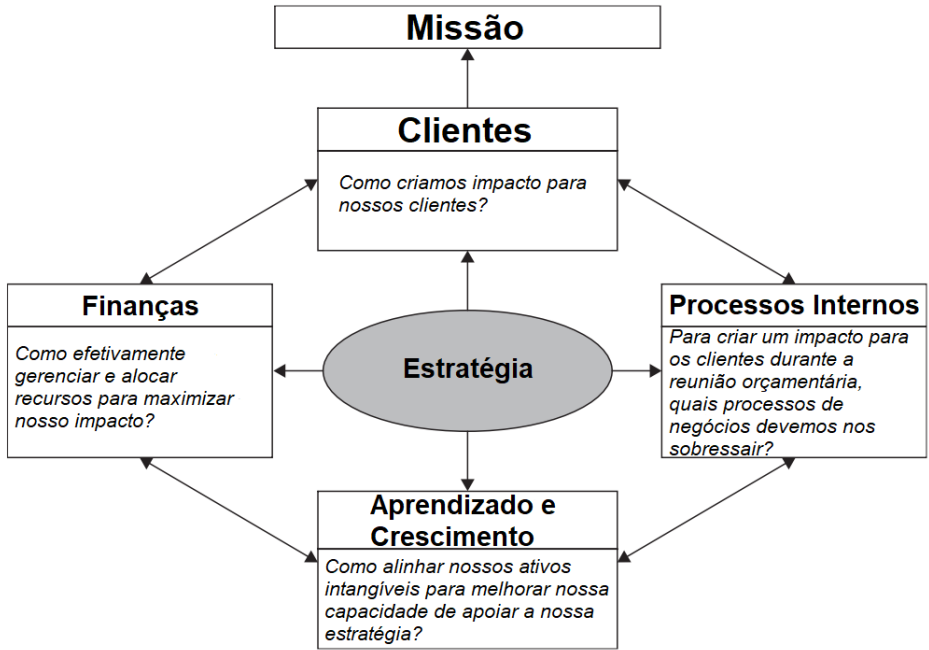 Missão
Clientes
Como criamos impacto para
nossos clientes?
Finanças
Como efetivamente
gerenciar e alocar
recursos para maximizar
nosso impacto?
Estratégia
Processos Internos
Para criar um impacto para
os clientes durante a
reunião orçamentária,
quais processos de
negócios devemos nos
sobressair?
Aprendizado e
Crescimento
Como alinhar nossos ativos
intangíveis para melhorar nossa
capacidade de apoiar a nossa
estratégia?